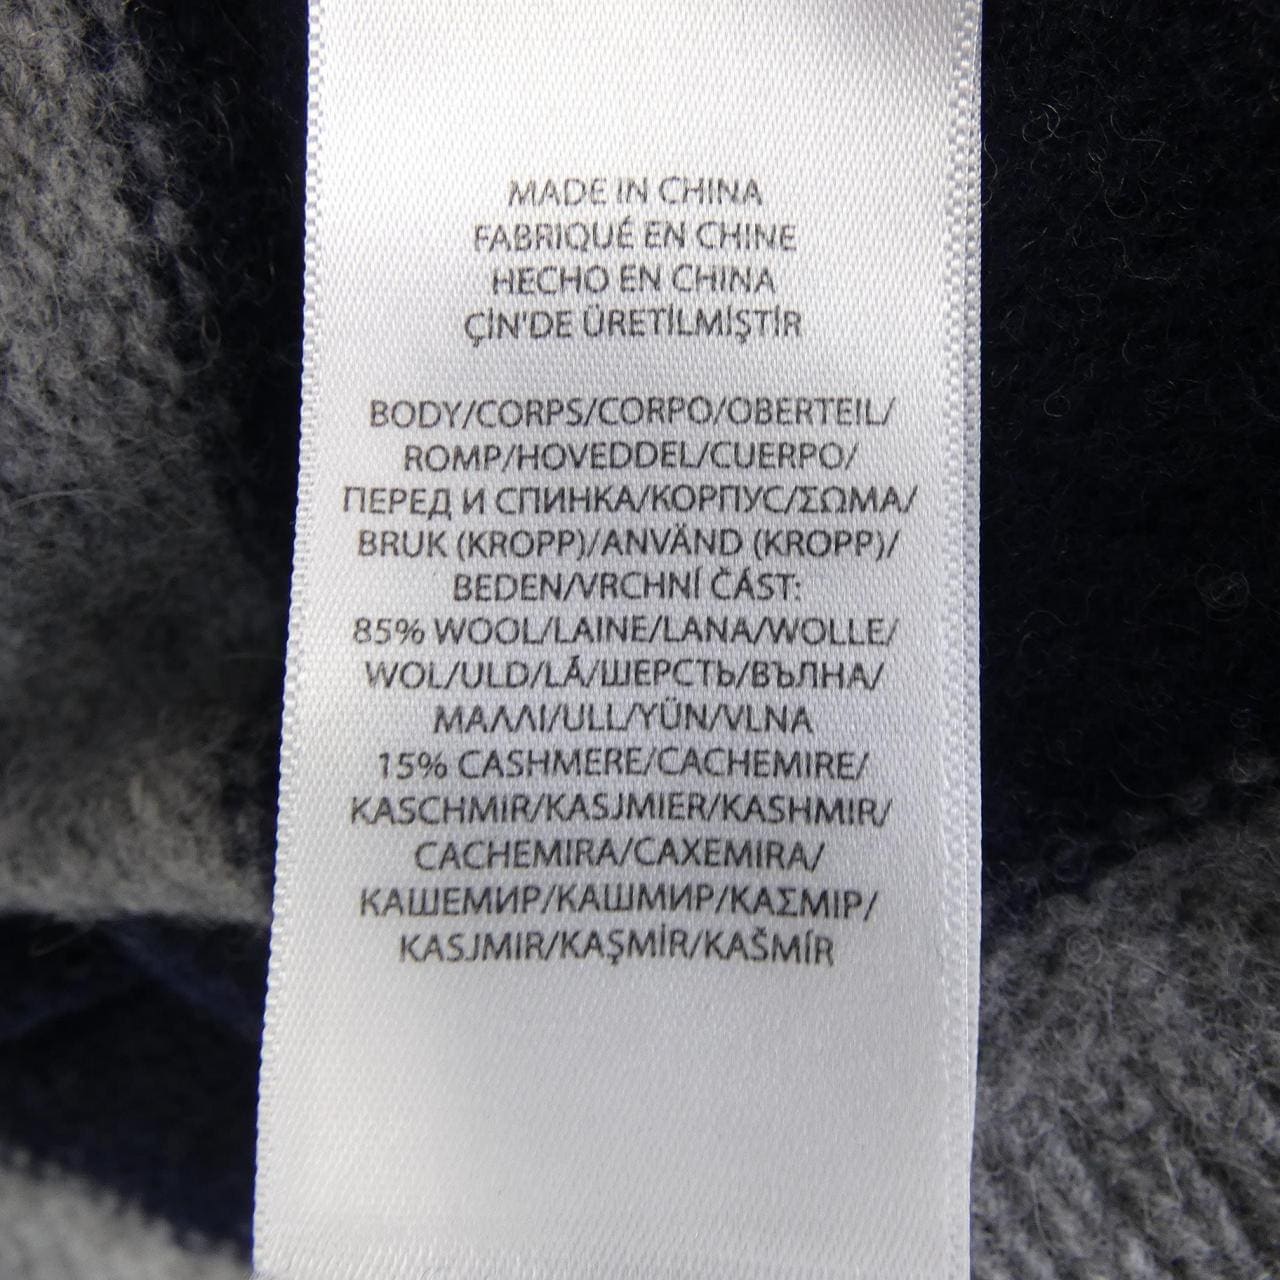 MADE IN CHINA
FABRIQUÉ EN CHINE
HECHO EN CHINA
ÇİN'DE ÜRETİLMİŞTİR
BODY/CORPS/CORPO/OBERTEIL/
ROMP/HOVEDDEL/CUERPO/
ПЕРЕД И СПИНКА/КОРПУС/ΣΩΜΑ/
BRUK (KROPP)/ANVÄND (KROPP)/
BEDEN/VRCHNÍ ČÁST:
85% WOOL/LAINE/LANA/WOLLE/
WOL/ULD/LÃ/ШЕРСТЬ/ВЪЛНА/
ΜΑΛΛΙ/ULL/YÜN/VLNA
15% CASHMERE/CACHEMIRE/
KASCHMIR/KASJMIER/KASHMIR/
CACHEMIRA/CAXEMIRA/
КАШЕМИР/КАШМИР/ΚΑΣΜΙΡ/
KASJMIR/KAŞMİR/KAŠMÍR